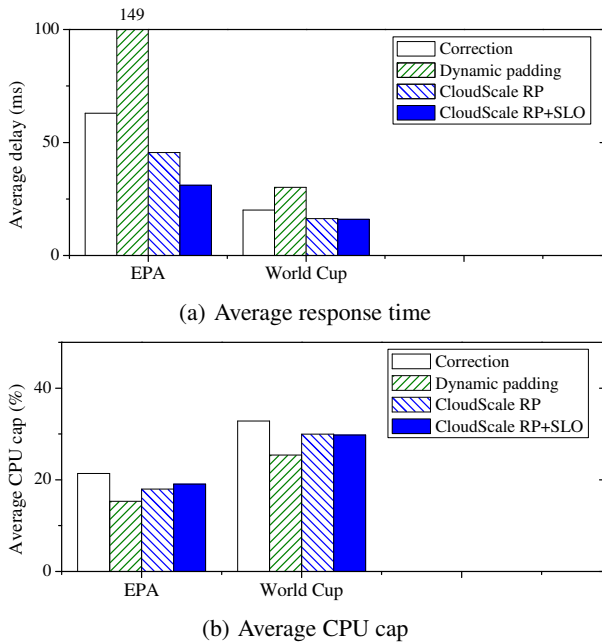 149
100
50
0
Average delay (ms)
Correction
Dynamic padding
CloudScale RP
CloudScale RP+SLO
EPA
World Cup
(a) Average response time
40
20
0
Average CPU cap (%)
Correction
Dynamic padding
CloudScale RP
CloudScale RP+SLO
EPA
World Cup
(b) Average CPU cap